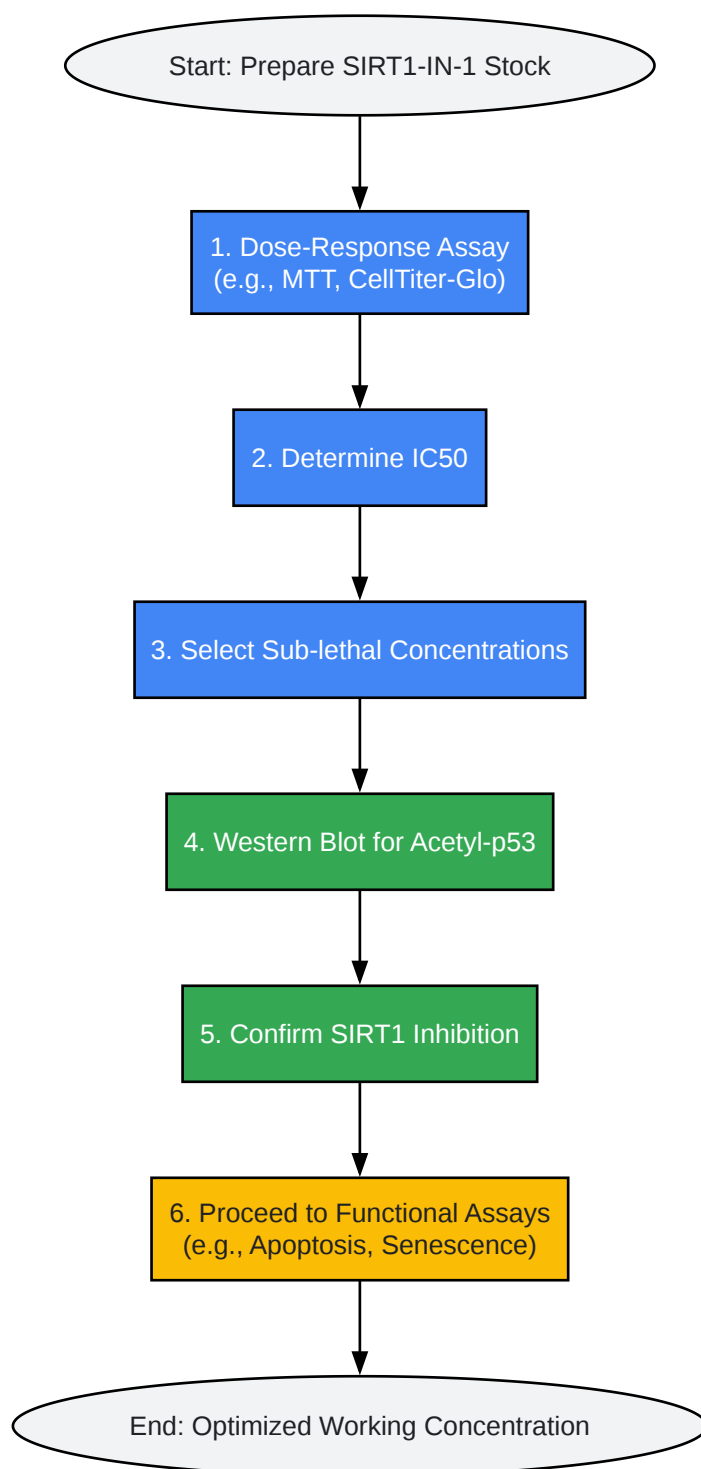 Start: Prepare SIRT1-IN-1 Stock
1. Dose-Response Assay
(e.g., MTT, CellTiter-Glo)
2. Determine IC50
3. Select Sub-lethal Concentrations
4. Western Blot for Acetyl-p53
5. Confirm SIRT1 Inhibition
6. Proceed to Functional Assays
(e.g., Apoptosis, Senescence)
End: Optimized Working Concentration